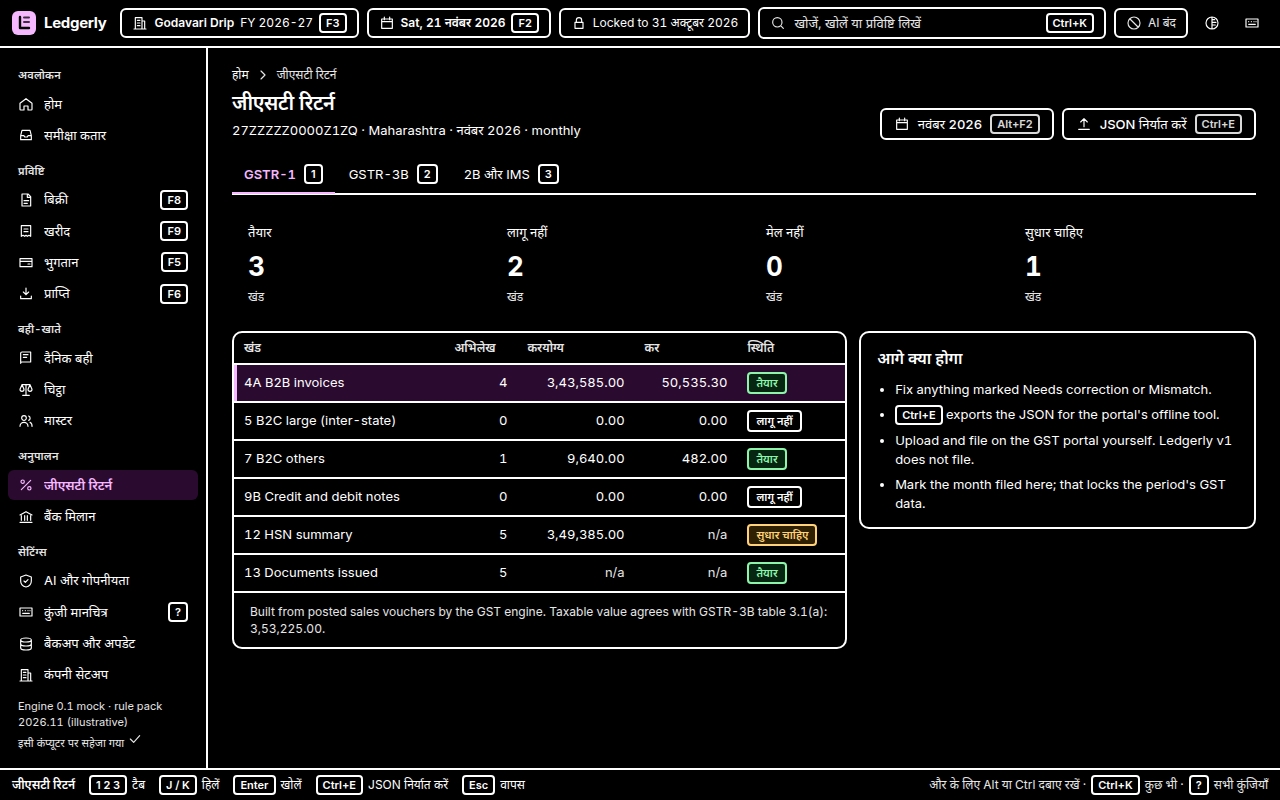 Ledgerly
Godavari Drip FY 2026-27 F3
Sat, 21 नवंबर 2026 F2
Locked to 31 अक्टूबर 2026
खोजें, खोलें या प्रविष्टि लिखें Ctrl+K
AI बंद
अवलोकन
होम
समीक्षा कतार
प्रविष्टि
बिक्री F8
खरीद F9
भुगतान F5
प्राप्ति F6
बही-खाते
दैनिक बही
चिट्ठा
मास्टर
अनुपालन
जीएसटी रिटर्न
बैंक मिलान
सेटिंग्स
AI और गोपनीयता
कुंजी मानचित्र ?
बैकअप और अपडेट
कंपनी सेटअप
Engine 0.1 mock · rule pack
2026.11 (illustrative)
इसी कंप्यूटर पर सहेजा गया
होम
जीएसटी रिटर्न
जीएसटी रिटर्न
27ZZZZZ0000Z1ZQ · Maharashtra · नवंबर 2026 · monthly
नवंबर 2026 Alt+F2
JSON निर्यात करें Ctrl+E
GSTR-1 1
GSTR-3B 2
2B और IMS 3
तैयार
3
खंड
लागू नहीं
2
खंड
मेल नहीं
0
खंड
सुधार चाहिए
1
खंड
खंड अभिलेख करयोग्य कर स्थिति
4A B2B invoices 4 3,43,585.00 50,535.30 तैयार
5 B2C large (inter-state) 0 0.00 0.00 लागू नहीं
7 B2C others 1 9,640.00 482.00 तैयार
9B Credit and debit notes 0 0.00 0.00 लागू नहीं
12 HSN summary 5 3,49,385.00 n/a सुधार चाहिए
13 Documents issued 5 n/a n/a तैयार
Built from posted sales vouchers by the GST engine. Taxable value agrees with GSTR-3B table 3.1(a):
3,53,225.00.
आगे क्या होगा
• Fix anything marked Needs correction or Mismatch.
• Ctrl+E exports the JSON for the portal's offline tool.
• Upload and file on the GST portal yourself. Ledgerly v1
does not file.
• Mark the month filed here; that locks the period's GST
data.
जीएसटी रिटर्न 1 2 3 टैब J / K हिलें Enter खोलें Ctrl+E JSON निर्यात करें Esc वापस
और के लिए Alt या Ctrl दबाए रखें · Ctrl+K कुछ भी · ? सभी कुंजियाँ